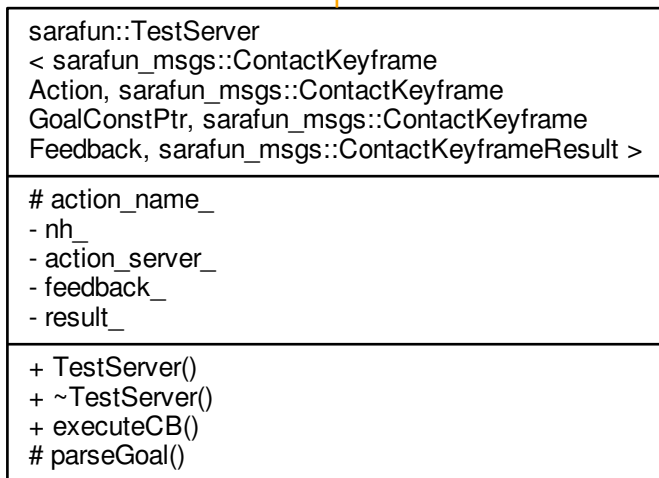 sarafun::TestServer
< sarafun_msgs::ContactKeyframe
Action, sarafun_msgs::ContactKeyframe
GoalConstPtr, sarafun_msgs::ContactKeyframe
Feedback, sarafun_msgs::ContactKeyframeResult >
# action_name_
- nh_
- action_server_
- feedback_
- result_
+ TestServer()
+ ~TestServer()
+ executeCB()
# parseGoal()